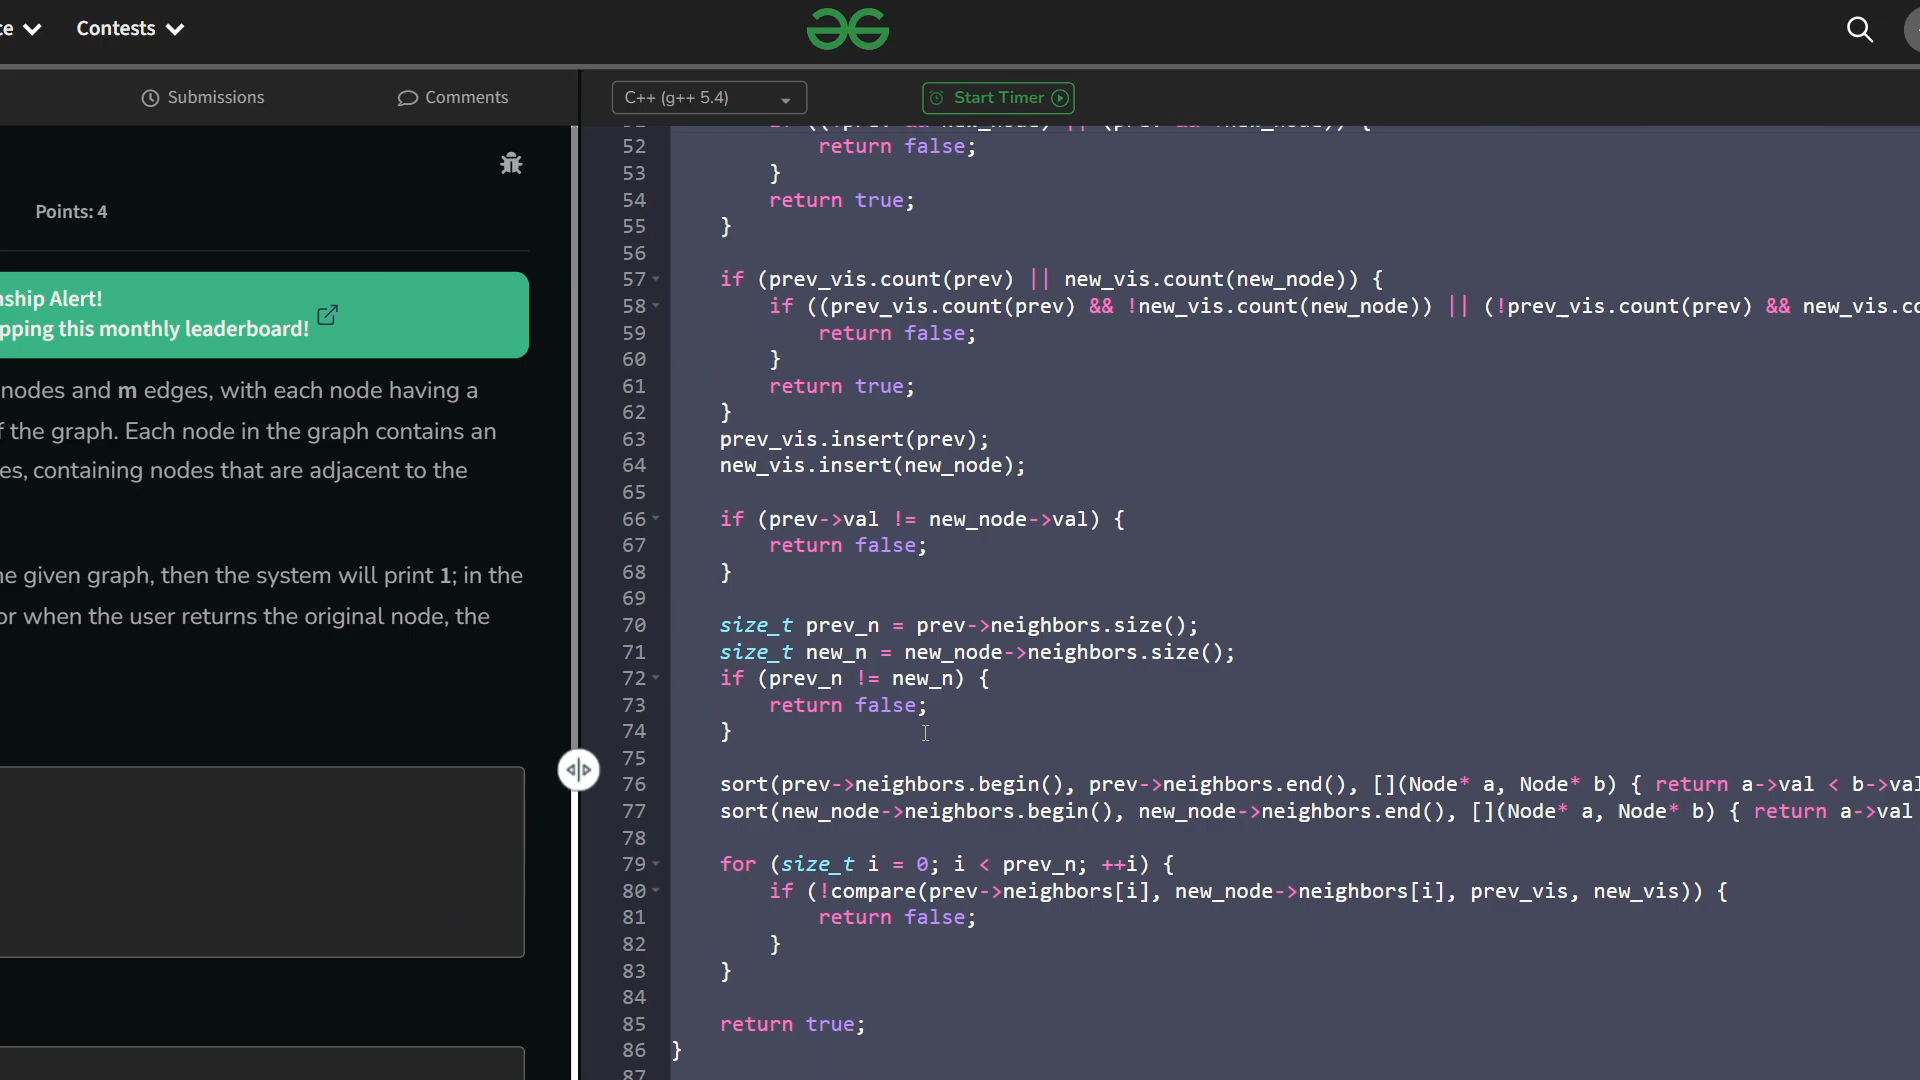 ce
Contests
Submissions
Comments
C++ (g++ 5.4)
Start Timer
Points: 4
nship Alert!
pping this monthly leaderboard!
nodes and m edges, with each node having a
f the graph. Each node in the graph contains an
es, containing nodes that are adjacent to the
he given graph, then the system will print 1; in the
or when the user returns the original node, the
52 return false;
53 }
54 return true;
55 }
56
57 if (prev_vis.count(prev) || new_vis.count(new_node)) {
58 if ((prev_vis.count(prev) && !new_vis.count(new_node)) || (!prev_vis.count(prev) && new_vis.co
59 return false;
60 }
61 return true;
62 }
63 prev_vis.insert(prev);
64 new_vis.insert(new_node);
65
66 if (prev->val != new_node->val) {
67 return false;
68 }
69
70 size_t prev_n = prev->neighbors.size();
71 size_t new_n = new_node->neighbors.size();
72 if (prev_n != new_n) {
73 return false;
74 }
75
76 sort(prev->neighbors.begin(), prev->neighbors.end(), [](Node* a, Node* b) { return a->val < b->val
77 sort(new_node->neighbors.begin(), new_node->neighbors.end(), [](Node* a, Node* b) { return a->val
78
79 for (size_t i = 0; i < prev_n; ++i) {
80 if (!compare(prev->neighbors[i], new_node->neighbors[i], prev_vis, new_vis)) {
81 return false;
82 }
83 }
84
85 return true;
86 }
87